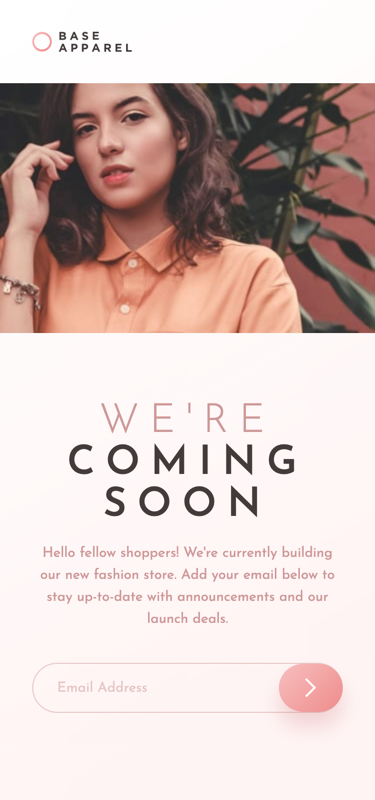 BASE
APPAREL
WE'RE
COMING
SOON
Hello fellow shoppers! We're currently building
our new fashion store. Add your email below to
stay up-to-date with announcements and our
launch deals.
Email Address